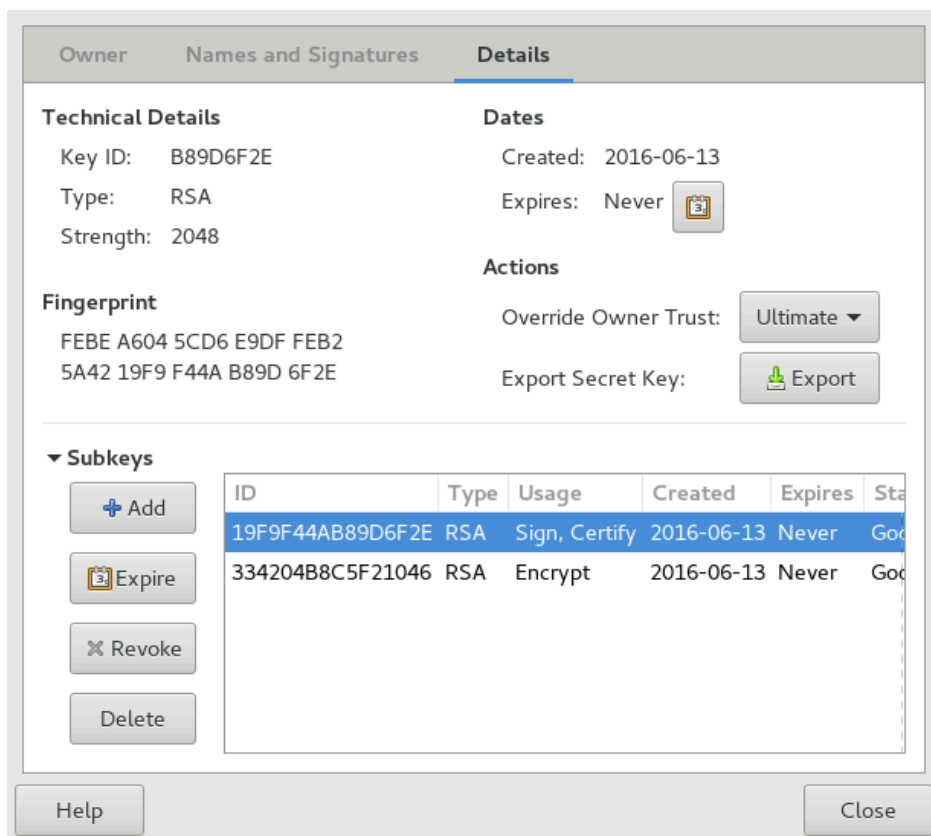 Owner Names and Signatures Details
Technical Details
Key ID: B89D6F2E
Type: RSA
Strength: 2048
Fingerprint
FEBE A604 5CD6 E9DF FEB2
5A42 19F9 F44A B89D 6F2E
Dates
Created: 2016-06-13
Expires: Never
Actions
Override Owner Trust: Ultimate
Export Secret Key: Export
Subkeys
Add
Expire
Revoke
Delete
ID Type Usage Created Expires Sta
19F9F44AB89D6F2E RSA Sign, Certify 2016-06-13 Never Goo
334204B8C5F21046 RSA Encrypt 2016-06-13 Never Goo
Help Close